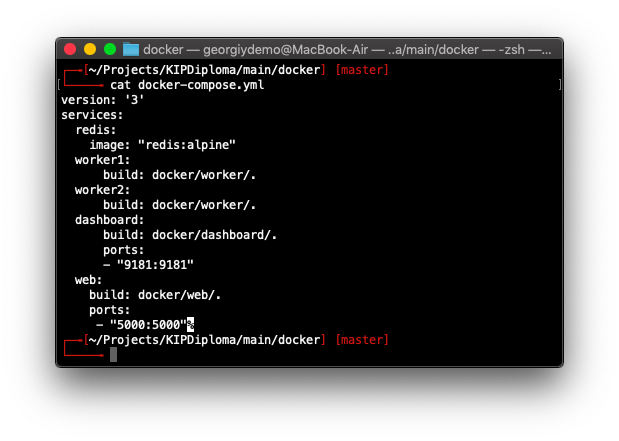 docker — georgiydemo@MacBook-Air — ..a/main/docker — -zsh —...
[~/Projects/KIPDiploma/main/docker] [master]
[ cat docker-compose.yml ]
version: '3'
services:
  redis:
    image: "redis:alpine"
  worker1:
      build: docker/worker/.
  worker2:
      build: docker/worker/.
  dashboard:
      build: docker/dashboard/.
      ports:
      - "9181:9181"
  web:
    build: docker/web/.
    ports:
     - "5000:5000"%
[~/Projects/KIPDiploma/main/docker] [master]